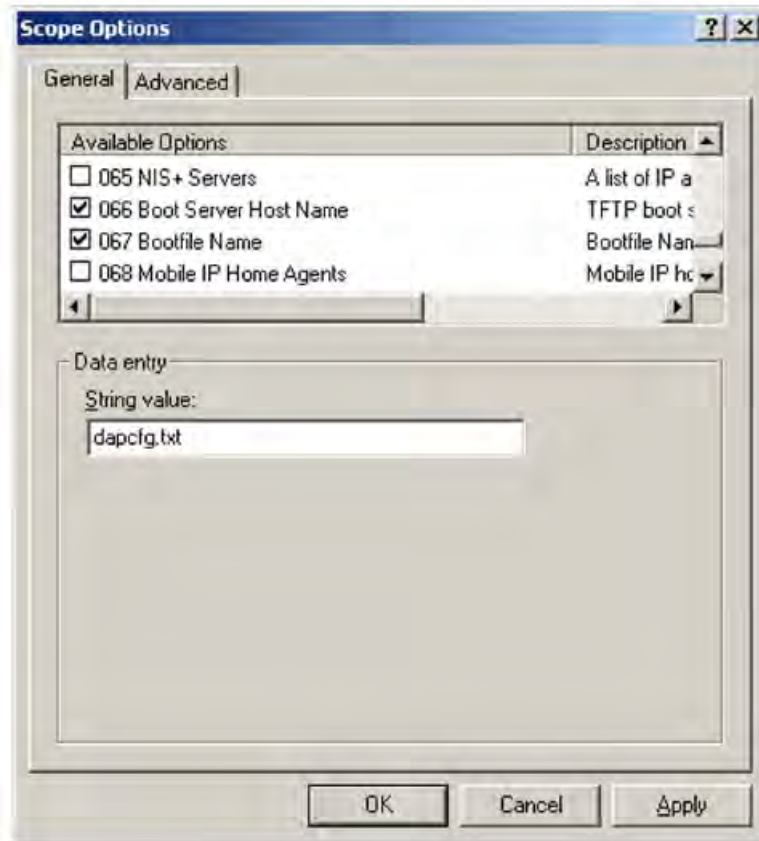 Scope Options
General Advanced
Available Options Description
065 NIS+ Servers A list of IP a
066 Boot Server Host Name TFTP boot s
067 Bootfile Name Bootfile Nan
068 Mobile IP Home Agents Mobile IP ho
Data entry
String value:
dapcfg.txt
OK Cancel Apply